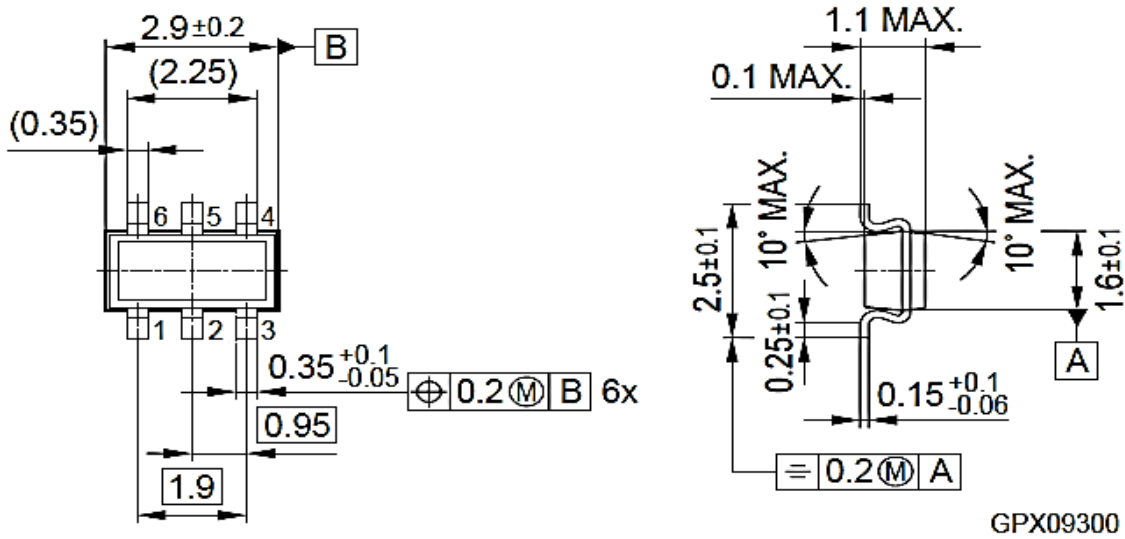 2.9±0.2
B
(2.25)
(0.35)
6 5 4
1 2 3
0.35 +0.1 -0.05
⌖ 0.2 Ⓜ B 6x
0.95
1.9
1.1 MAX.
0.1 MAX.
10° MAX.
10° MAX.
2.5±0.1
0.25±0.1
1.6±0.1
A
0.15 +0.1 -0.06
⌯ 0.2 Ⓜ A
GPX09300